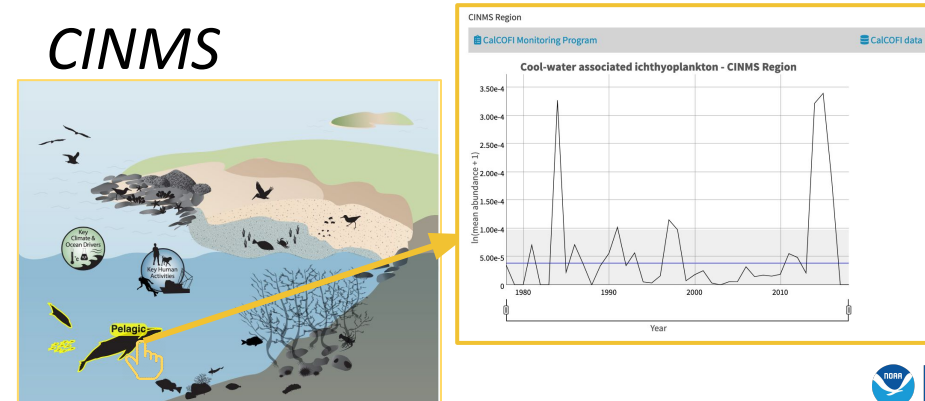 CINMS
Key
Climate &
Ocean Drivers
°c
Key Human
Activities
Pelagic
CINMS Region
CalCOFI Monitoring Program
CalCOFI data
Cool-water associated ichthyoplankton - CINMS Region
ln(mean abundance + 1)
3.50e-4
3.00e-4
2.50e-4
2.00e-4
1.50e-4
1.00e-4
5.00e-5
0
1980
1990
2000
2010
Year
NOAA